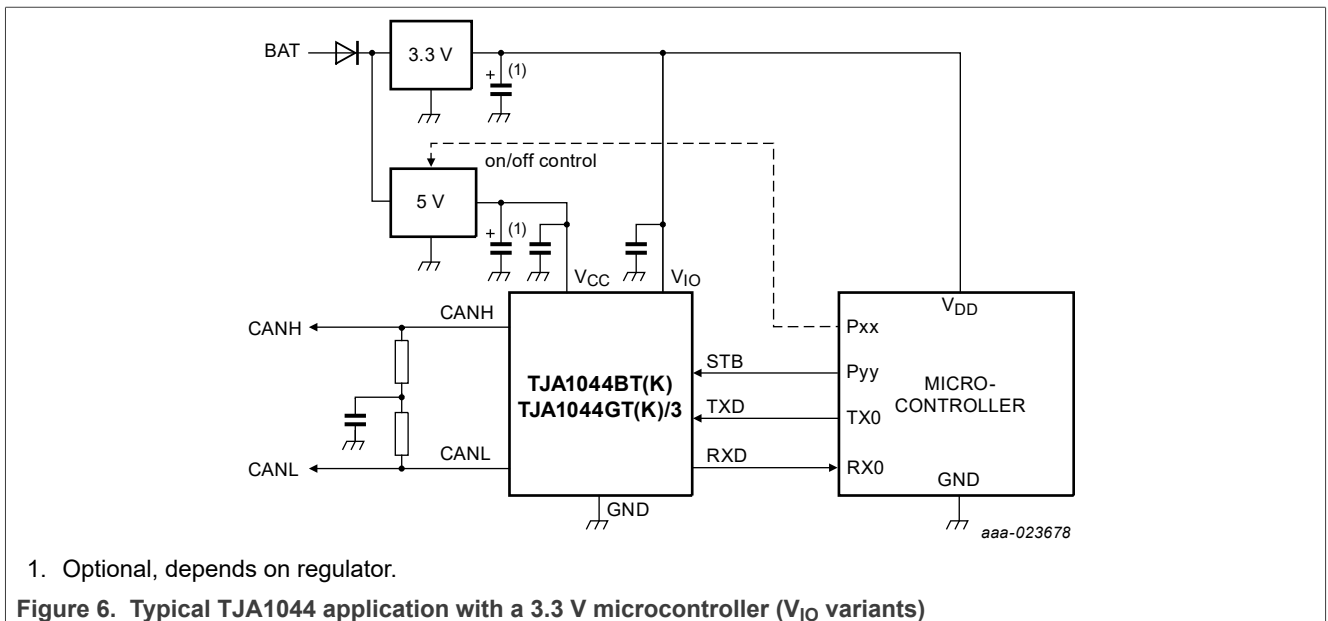 BAT
3.3 V
+ (1)
on/off control
5 V
+ (1)
VCC
VIO
VDD
CANH
CANH
Pxx
STB
Pyy
TJA1044BT(K)
TJA1044GT(K)/3
MICRO-
CONTROLLER
TXD
TX0
CANL
CANL
RXD
RX0
GND
GND
aaa-023678
1. Optional, depends on regulator.
Figure 6. Typical TJA1044 application with a 3.3 V microcontroller (VIO variants)